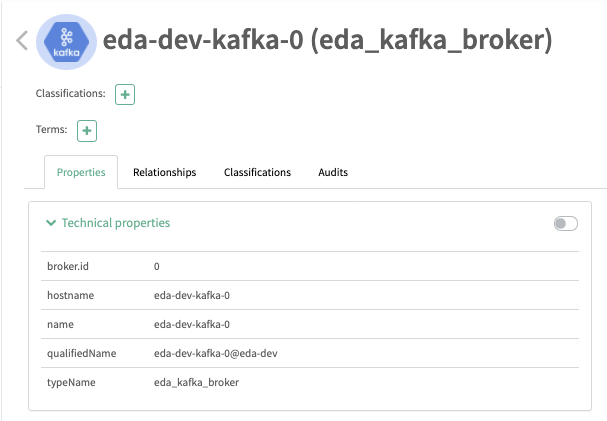 kafka
eda-dev-kafka-0 (eda_kafka_broker)
Classifications: +
Terms: +
Properties Relationships Classifications Audits
Technical properties
broker.id 0
hostname eda-dev-kafka-0
name eda-dev-kafka-0
qualifiedName eda-dev-kafka-0@eda-dev
typeName eda_kafka_broker